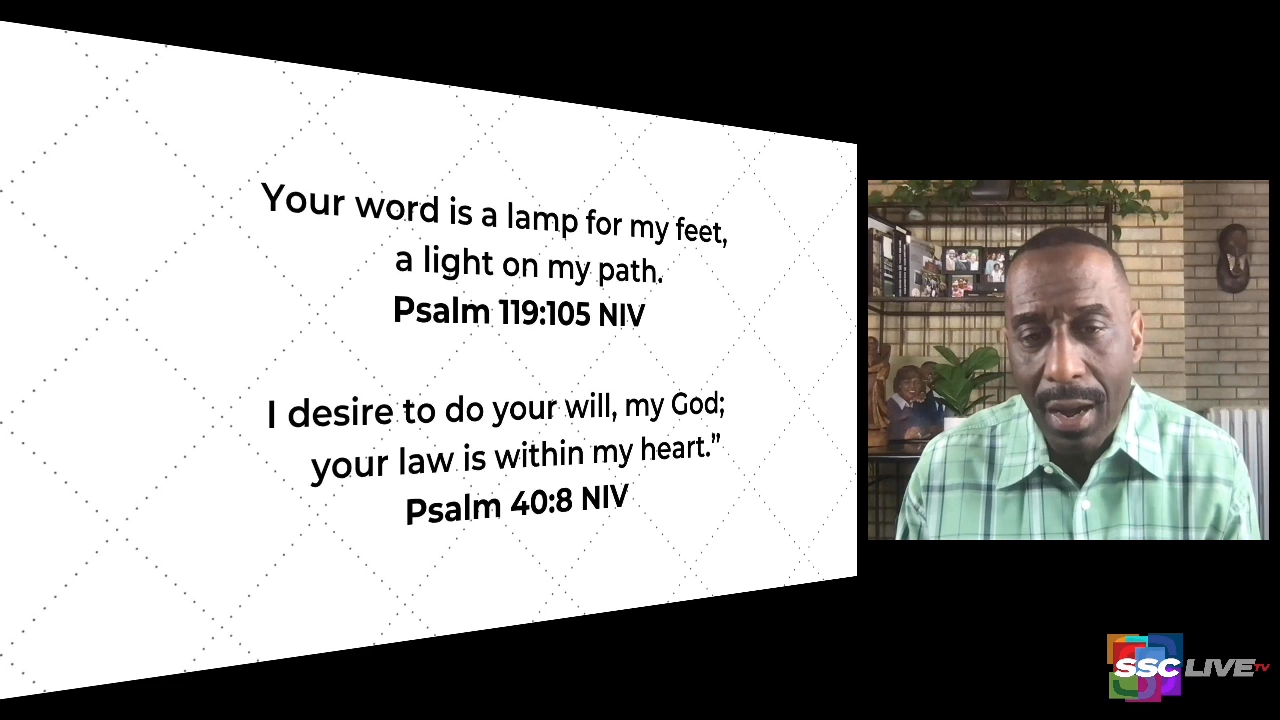 Your word is a lamp for my feet,
a light on my path.
Psalm 119:105 NIV
I desire to do your will, my God;
your law is within my heart.”
Psalm 40:8 NIV
SSC LIVE TV